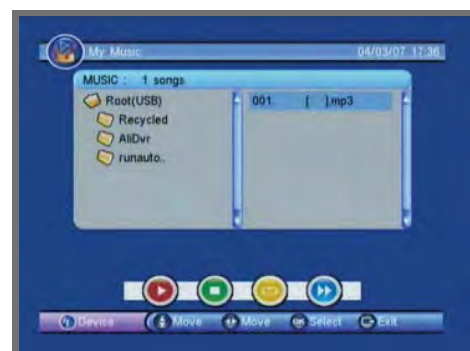 My Music 04/03/07 17:36
MUSIC : 1 songs
Root(USB)
Recycled
AliDvr
runauto..
001. [ ].mp3
Device Move Move OK Select Exit